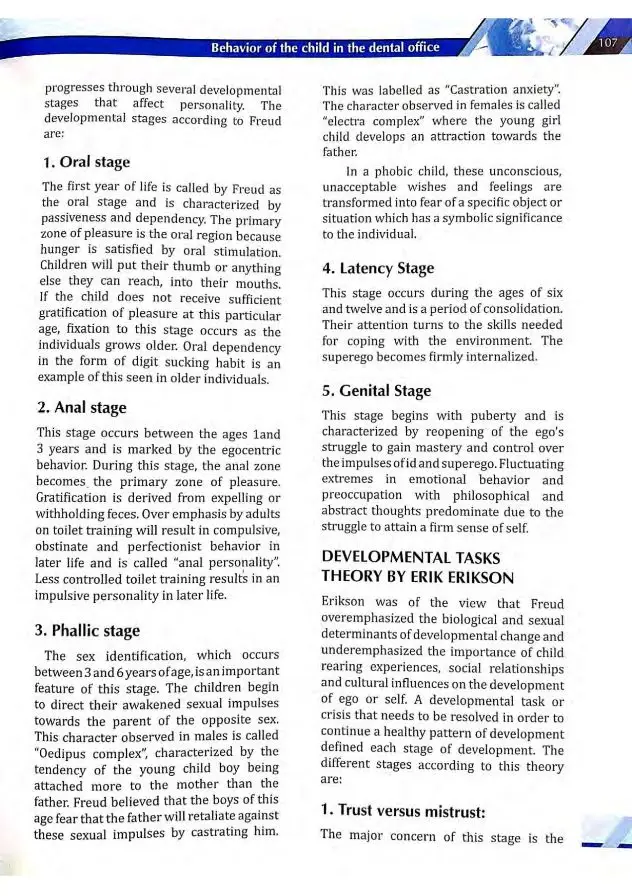 Behavior of the child in the dental office
107
progresses through several developmental
stages that affect personality. The
developmental stages according to Freud
are:
1. Oral stage
The first year of life is called by Freud as
the oral stage and is characterized by
passiveness and dependency. The primary
zone of pleasure is the oral region because
hunger is satisfied by oral stimulation.
Children will put their thumb or anything
else they can reach, into their mouths.
If the child does not receive sufficient
gratification of pleasure at this particular
age, fixation to this stage occurs as the
individuals grows older. Oral dependency
in the form of digit sucking habit is an
example of this seen in older individuals.
2. Anal stage
This stage occurs between the ages 1and
3 years and is marked by the egocentric
behavior. During this stage, the anal zone
becomes the primary zone of pleasure.
Gratification is derived from expelling or
withholding feces. Over emphasis by adults
on toilet training will result in compulsive,
obstinate and perfectionist behavior in
later life and is called "anal personality".
Less controlled toilet training results in an
impulsive personality in later life.
3. Phallic stage
The sex identification, which occurs
between 3 and 6 years of age, is an important
feature of this stage. The children begin
to direct their awakened sexual impulses
towards the parent of the opposite sex.
This character observed in males is called
"Oedipus complex", characterized by the
tendency of the young child boy being
attached more to the mother than the
father. Freud believed that the boys of this
age fear that the father will retaliate against
these sexual impulses by castrating him.
This was labelled as "Castration anxiety".
The character observed in females is called
"electra complex" where the young girl
child develops an attraction towards the
father.
In a phobic child, these unconscious,
unacceptable wishes and feelings are
transformed into fear of a specific object or
situation which has a symbolic significance
to the individual.
4. Latency Stage
This stage occurs during the ages of six
and twelve and is a period of consolidation.
Their attention turns to the skills needed
for coping with the environment. The
superego becomes firmly internalized.
5. Genital Stage
This stage begins with puberty and is
characterized by reopening of the ego's
struggle to gain mastery and control over
the impulses of id and superego. Fluctuating
extremes in emotional behavior and
preoccupation with philosophical and
abstract thoughts predominate due to the
struggle to attain a firm sense of self.
DEVELOPMENTAL TASKS
THEORY BY ERIK ERIKSON
Erikson was of the view that Freud
overemphasized the biological and sexual
determinants of developmental change and
underemphasized the importance of child
rearing experiences, social relationships
and cultural influences on the development
of ego or self. A developmental task or
crisis that needs to be resolved in order to
continue a healthy pattern of development
defined each stage of development. The
different stages according to this theory
are:
1. Trust versus mistrust:
The major concern of this stage is the